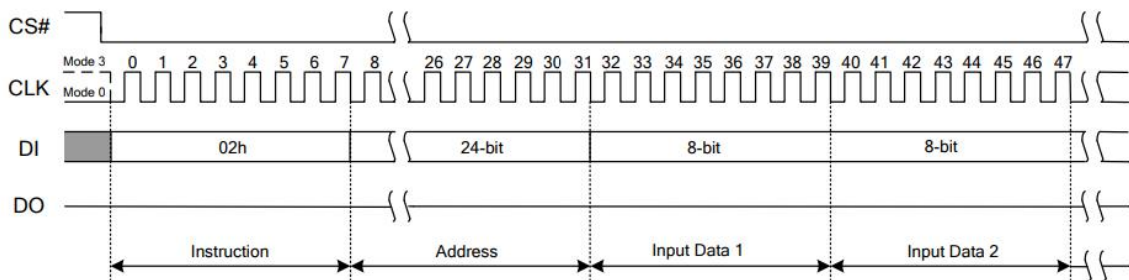 CS#
Mode 3 0 1 2 3 4 5 6 7 8 26 27 28 29 30 31 32 33 34 35 36 37 38 39 40 41 42 43 44 45 46 47
CLK
Mode 0
DI 02h 24-bit 8-bit 8-bit
DO
Instruction Address Input Data 1 Input Data 2